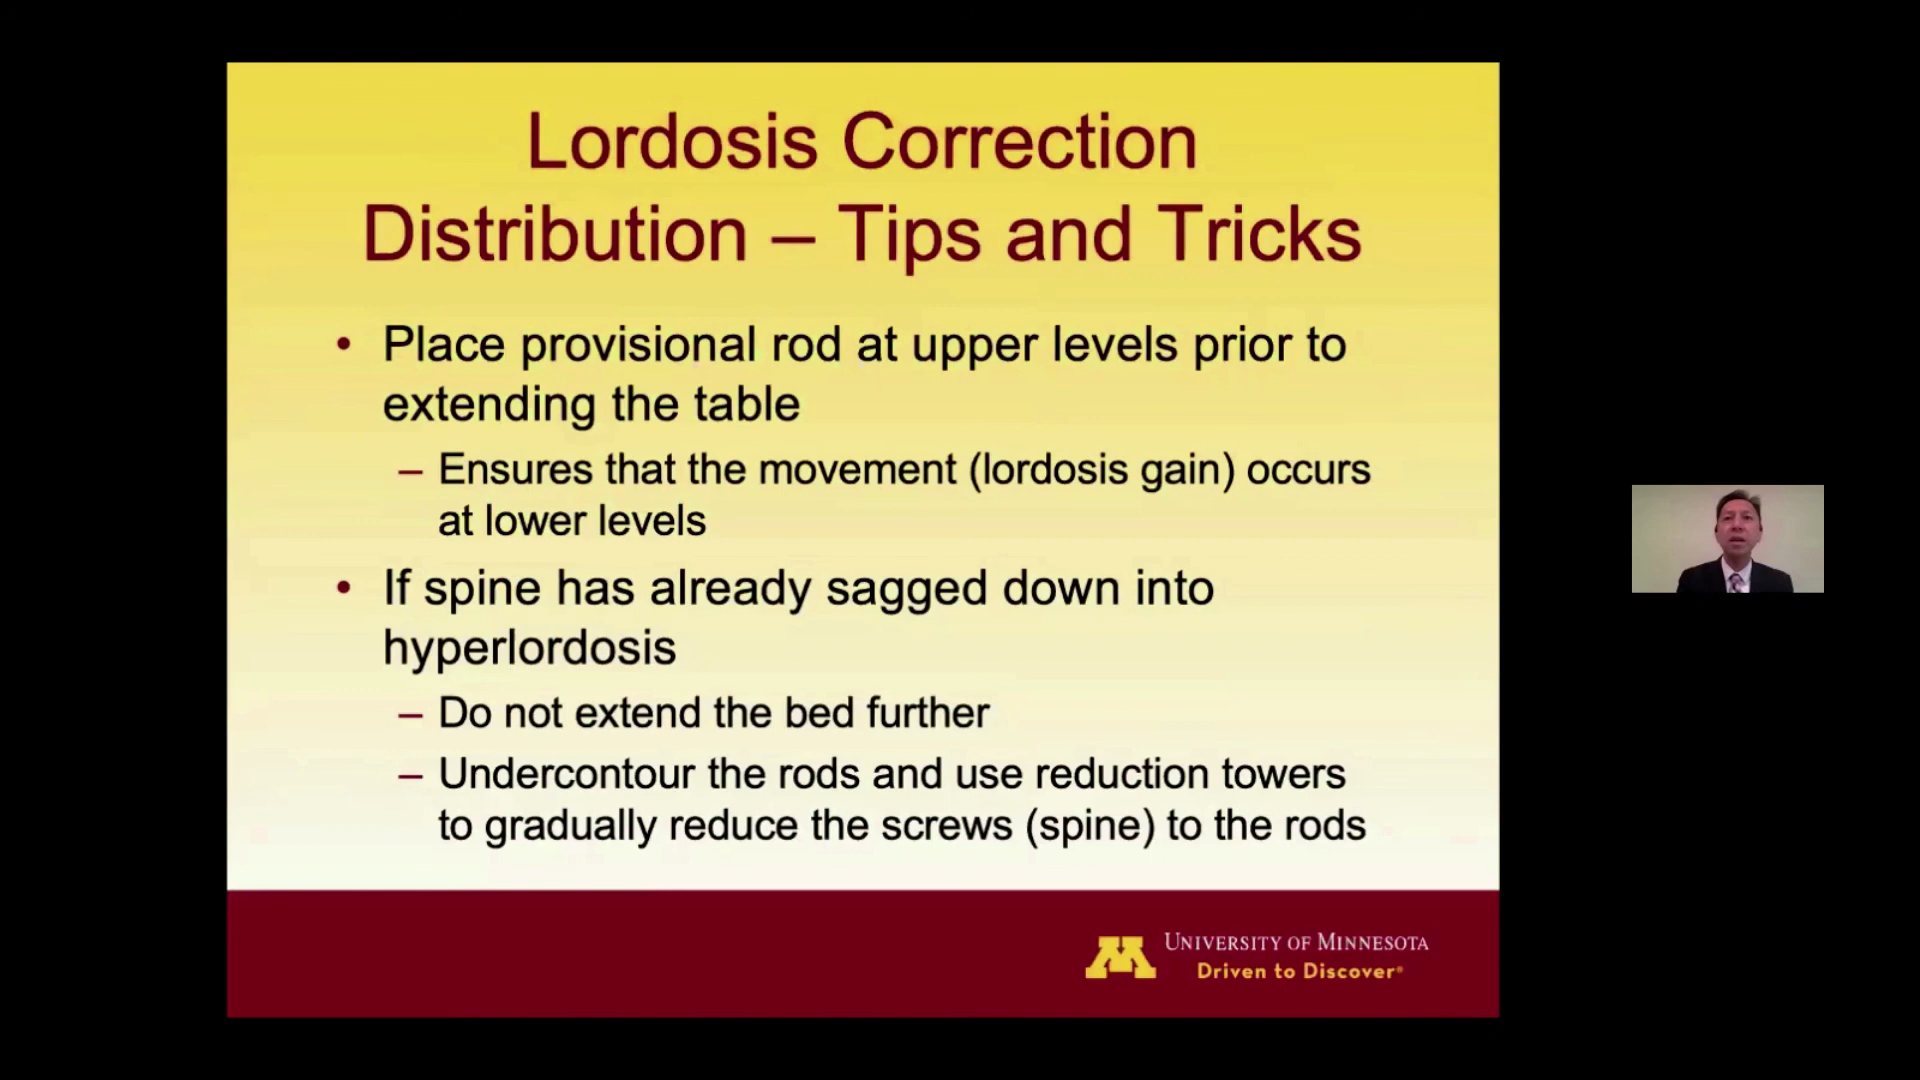 Lordosis Correction
Distribution – Tips and Tricks
• Place provisional rod at upper levels prior to
extending the table
– Ensures that the movement (lordosis gain) occurs
at lower levels
• If spine has already sagged down into
hyperlordosis
– Do not extend the bed further
– Undercontour the rods and use reduction towers
to gradually reduce the screws (spine) to the rods
M
UNIVERSITY OF MINNESOTA
Driven to Discover®